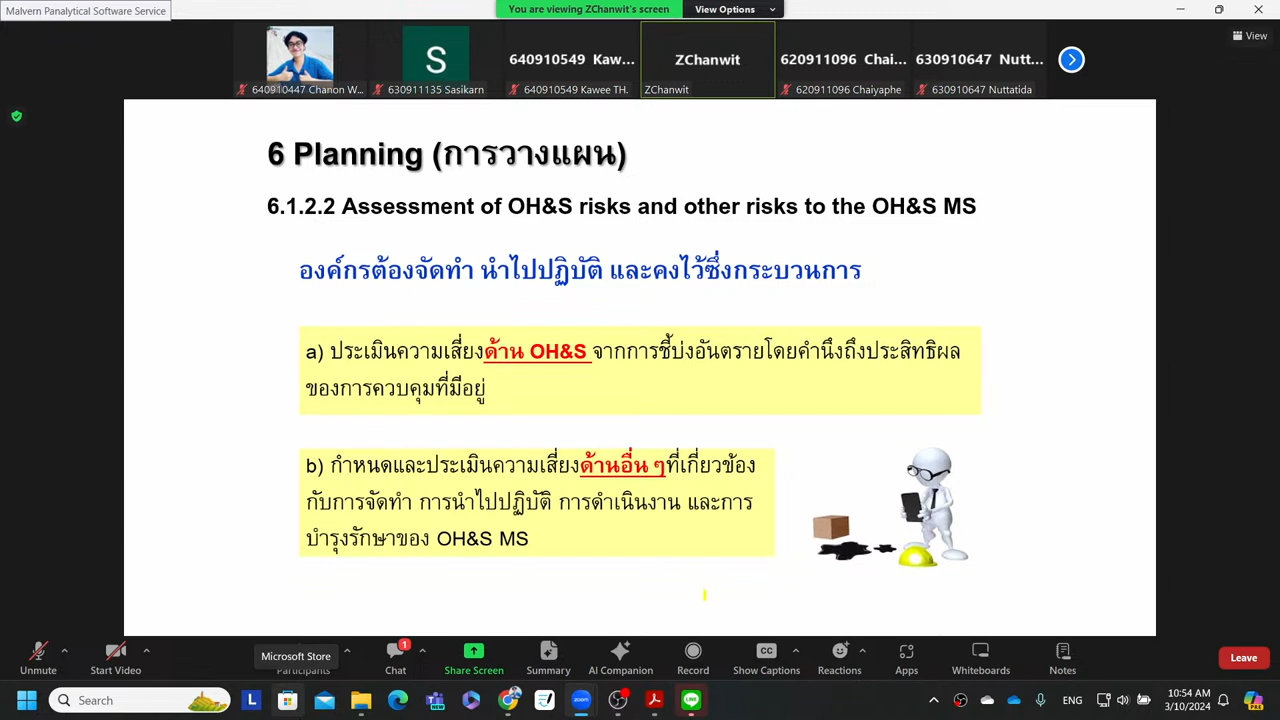 Malvern Panalytical Software Service
You are viewing ZChanwit's screen
View Options
View
S
640910549 Kaw...
ZChanwit
620911096 Chai...
630910647 Nutt...
640910447 Chanon W...
630911135 Sasikarn
640910549 Kawee TH.
ZChanwit
620911096 Chaiyaphe
630910647 Nuttatida
6 Planning (การวางแผน)
6.1.2.2 Assessment of OH&S risks and other risks to the OH&S MS
องค์กรต้องจัดทำ นำไปปฏิบัติ และคงไว้ซึ่งกระบวนการ
a) ประเมินความเสี่ยงด้าน OH&S จากการชี้บ่งอันตรายโดยคำนึงถึงประสิทธิผล
ของการควบคุมที่มีอยู่
b) กำหนดและประเมินความเสี่ยงด้านอื่น ๆที่เกี่ยวข้อง
กับการจัดทำ การนำไปปฏิบัติ การดำเนินงาน และการ
บำรุงรักษาของ OH&S MS
Unmute
Start Video
Microsoft Store
Participants
1
Chat
Share Screen
Summary
AI Companion
Record
CC
Show Captions
Reactions
Apps
Whiteboards
Notes
Leave
Search
L
zoom
LINE
ENG
10:54 AM
3/10/2024